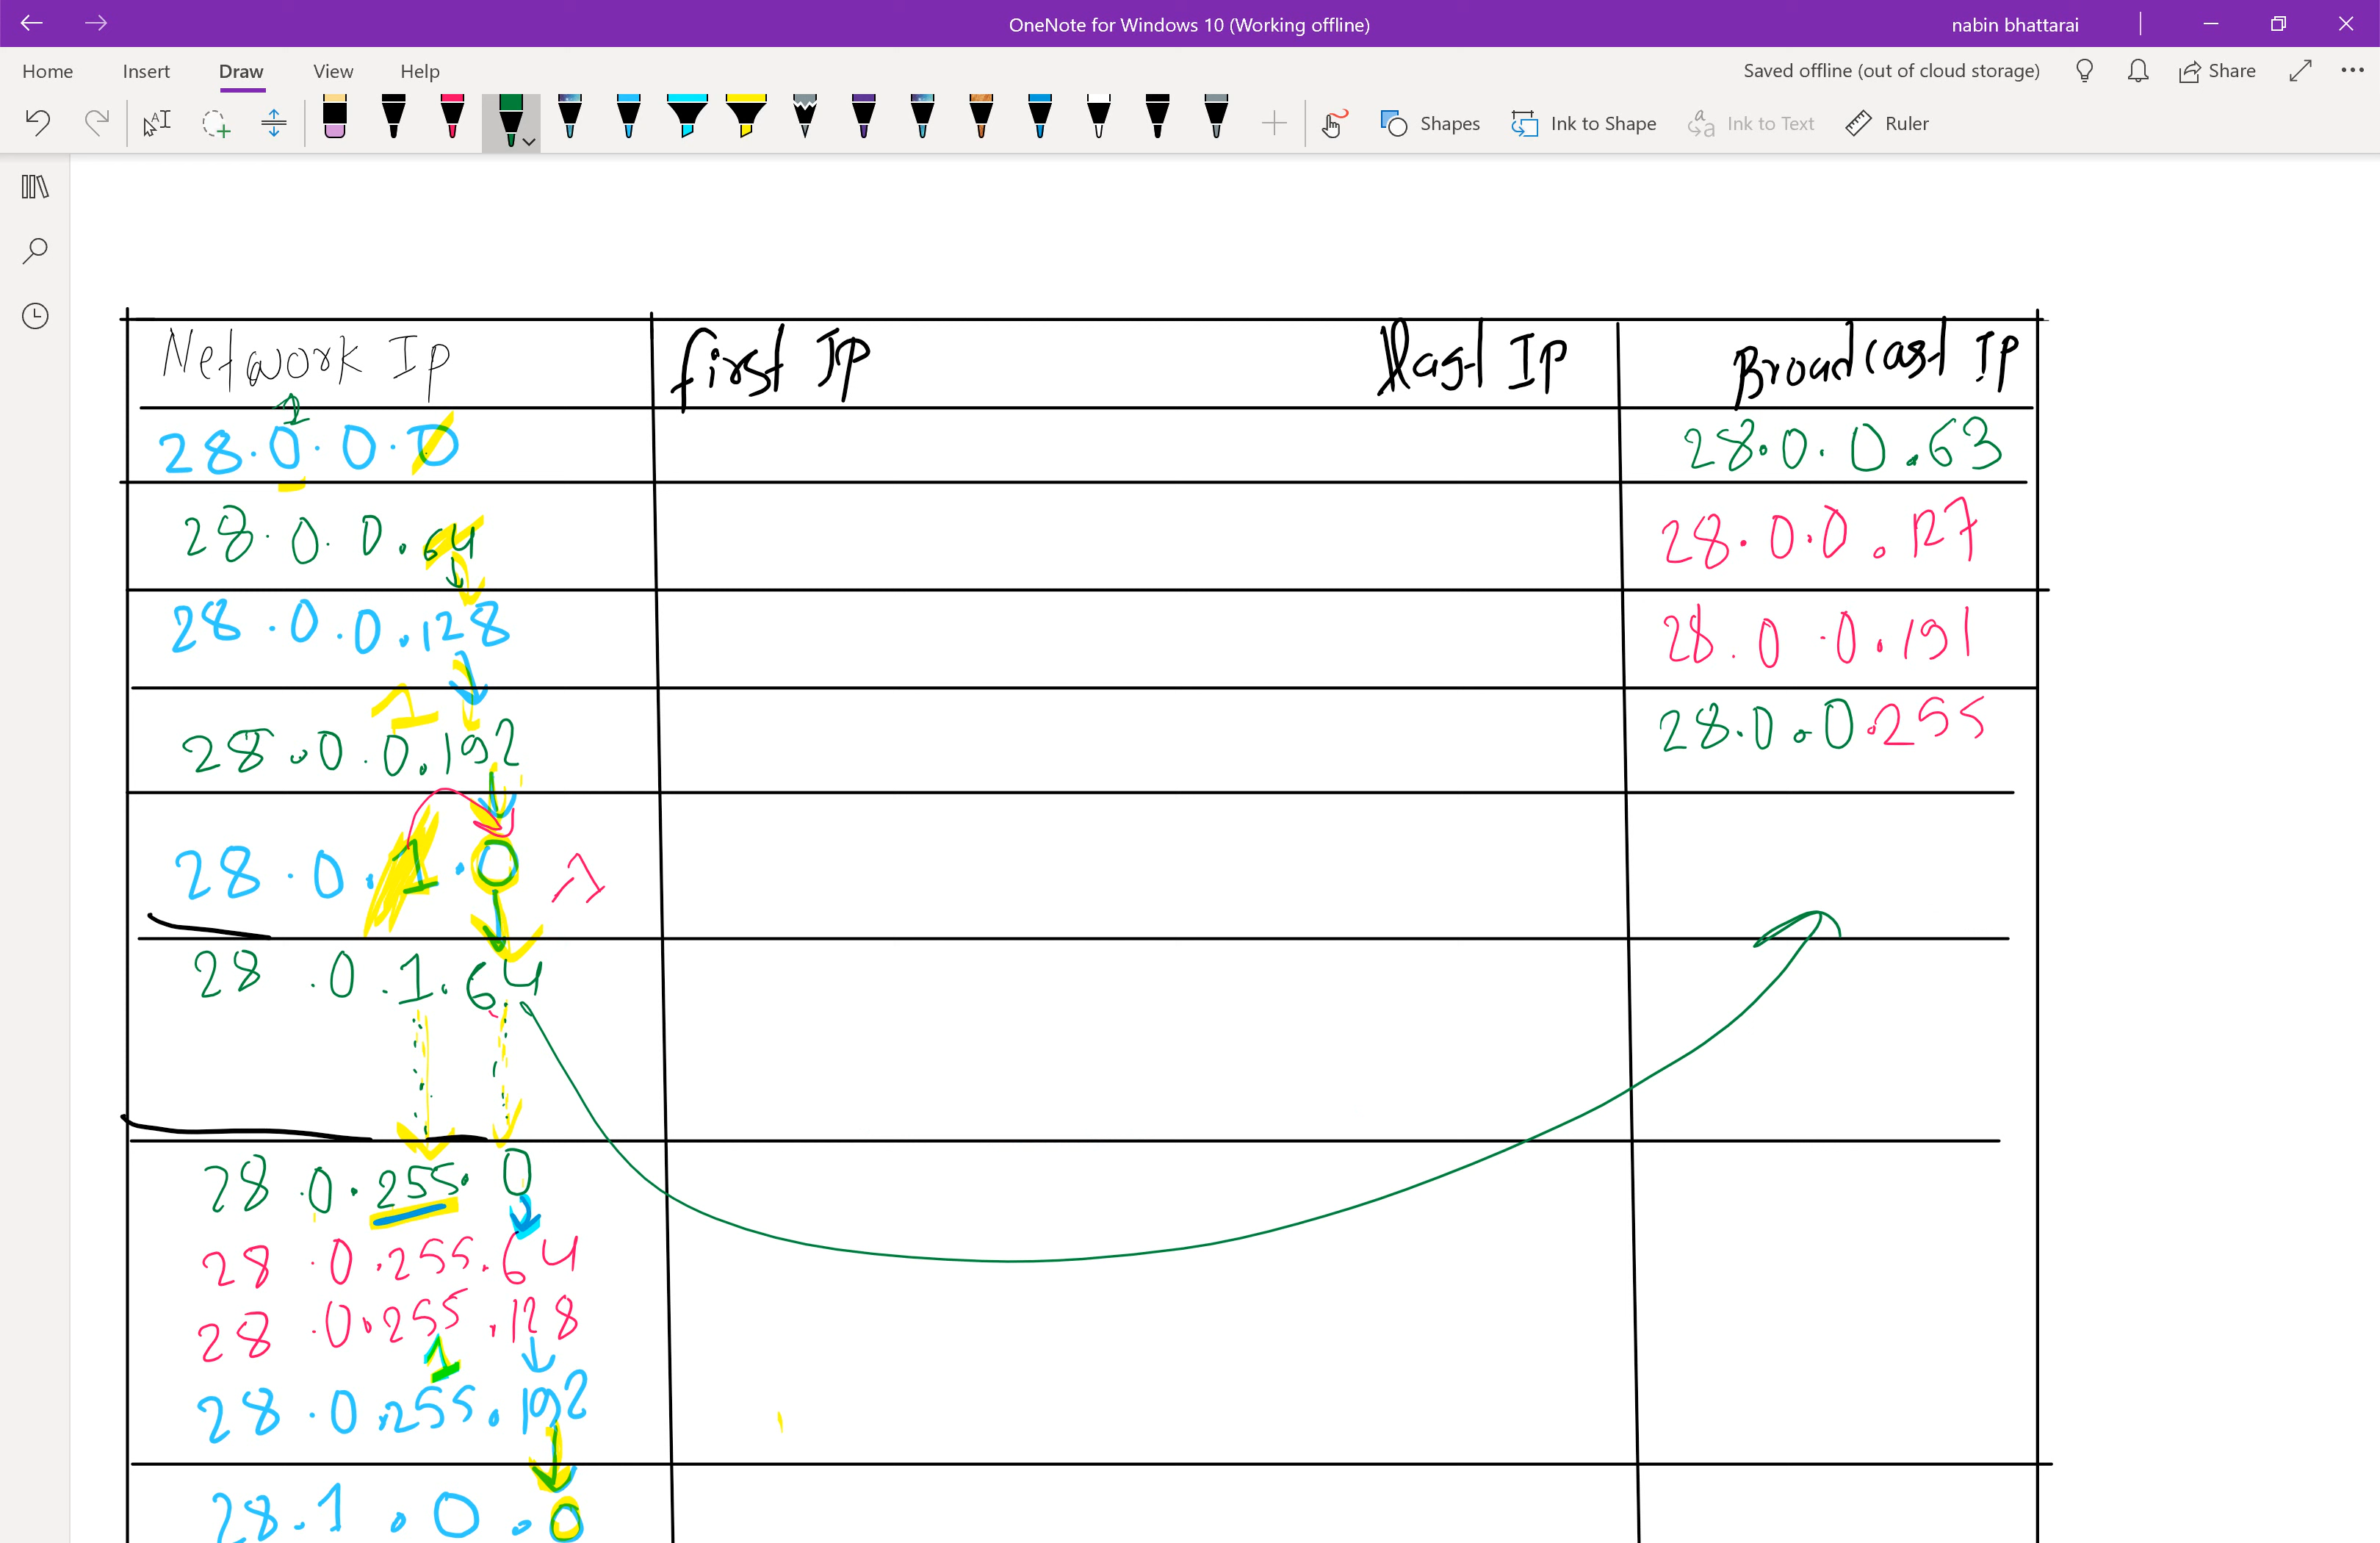 OneNote for Windows 10 (Working offline)
nabin bhattarai
Home Insert Draw View Help
Saved offline (out of cloud storage)
Share
Shapes
Ink to Shape
Ink to Text
Ruler
Network Ip first Ip Last Ip Broadcast Ip
1
28.0.0.0 28.0.0.63
28.0.0.64 28.0.0.127
28.0.0.128 28.0 .0.191
1
28.0.0.192 28.0.0.255
28.0.1.0 1
28 .0.1.64
28.0.255.0
28.0.255.64
28.0.255.128
1
28.0.255.192
28.1.0.0